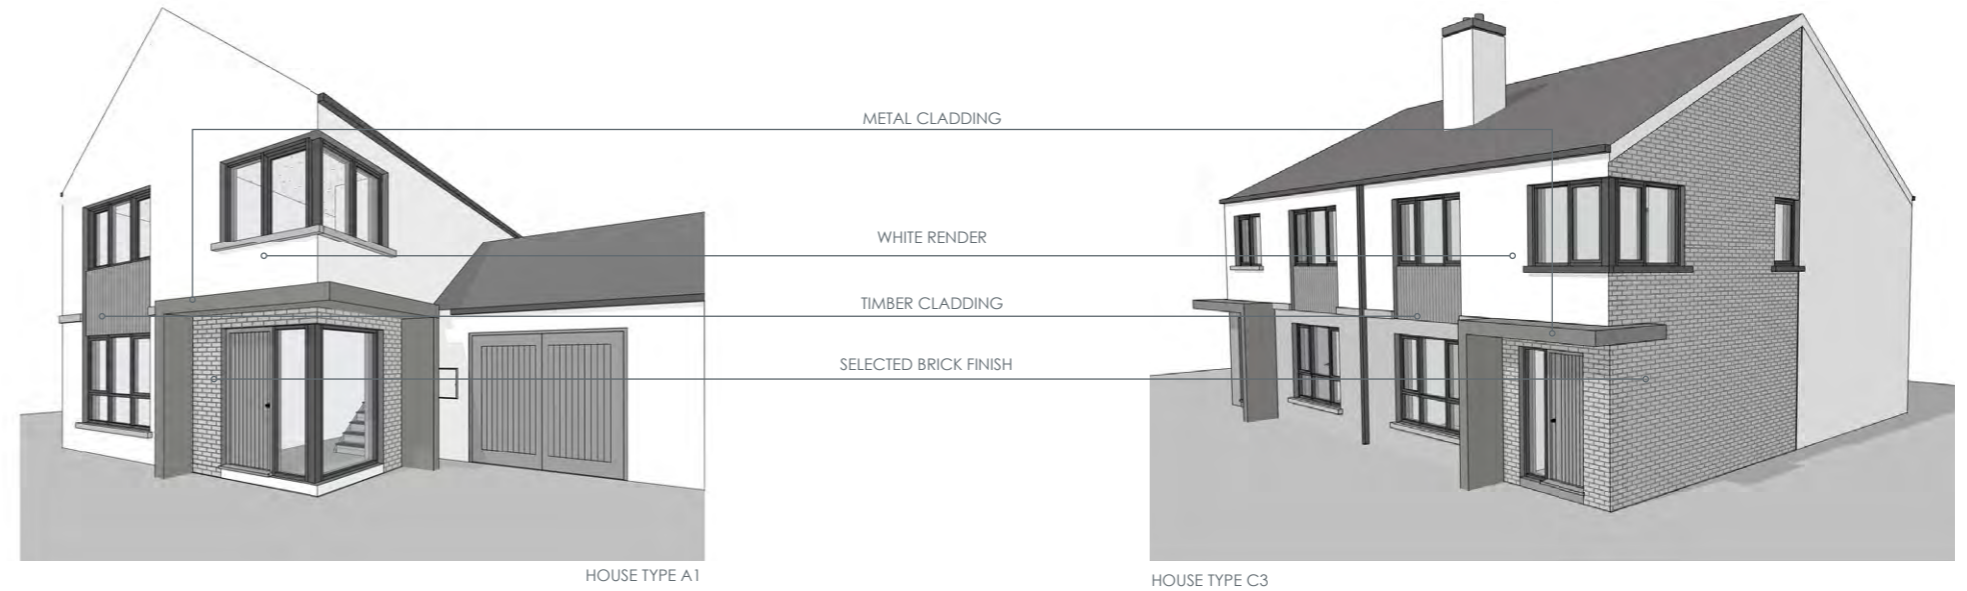 METAL CLADDING
WHITE RENDER
TIMBER CLADDING
SELECTED BRICK FINISH
HOUSE TYPE A1
HOUSE TYPE C3